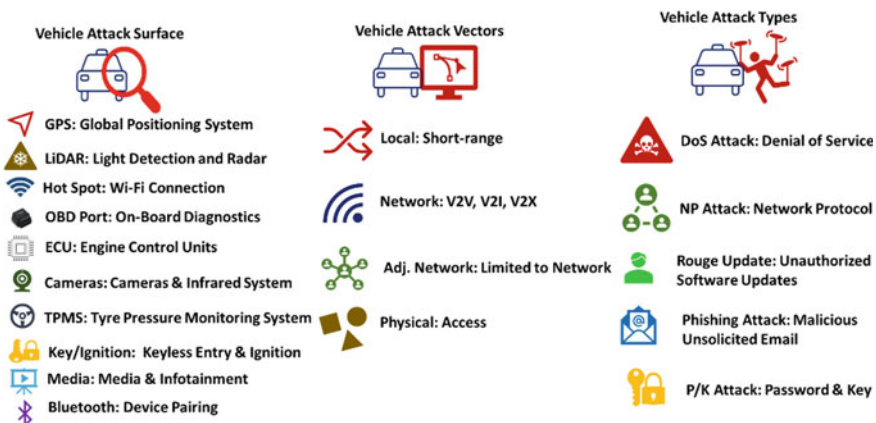 Vehicle Attack Surface
GPS: Global Positioning System
LiDAR: Light Detection and Radar
Hot Spot: Wi-Fi Connection
OBD Port: On-Board Diagnostics
ECU: Engine Control Units
Cameras: Cameras & Infrared System
TPMS: Tyre Pressure Monitoring System
Key/Ignition: Keyless Entry & Ignition
Media: Media & Infotainment
Bluetooth: Device Pairing
Vehicle Attack Vectors
Local: Short-range
Network: V2V, V2I, V2X
Adj. Network: Limited to Network
Physical: Access
Vehicle Attack Types
DoS Attack: Denial of Service
NP Attack: Network Protocol
Rouge Update: Unauthorized
Software Updates
Phishing Attack: Malicious
Unsolicited Email
P/K Attack: Password & Key